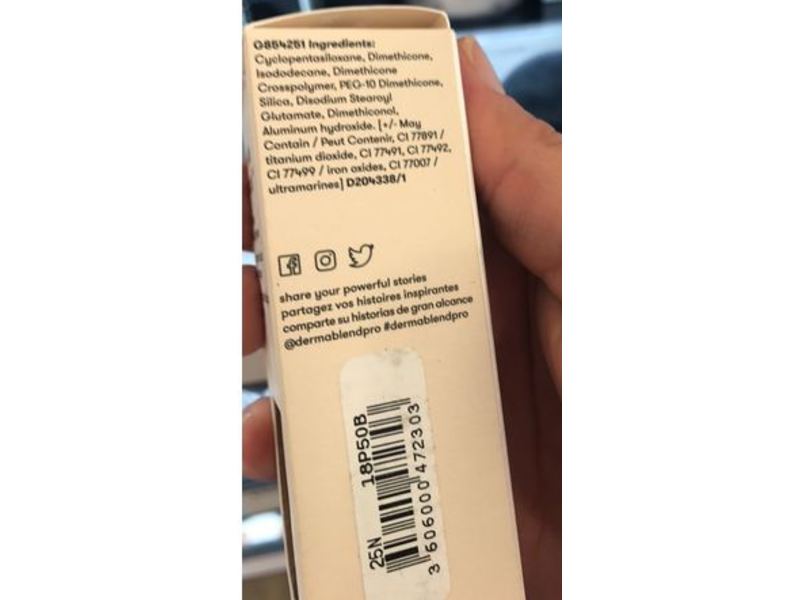 G854251 Ingredients:
Cyclopentasiloxane, Dimethicone,
Isododecane, Dimethicone
Crosspolymer, PEG-10 Dimethicone,
Silica, Disodium Stearoyl
Glutamate, Dimethiconol,
Aluminum hydroxide. [+/- May
Contain / Peut Contenir, CI 77891 /
titanium dioxide, CI 77491, CI 77492,
CI 77499 / iron oxides, CI 77007 /
ultramarines] D204338/1
share your powerful stories
partagez vos histoires inspirantes
comparte su historias de gran alcance
@dermablendpro #dermablendpro
25N 18P50B
3 606000 472303